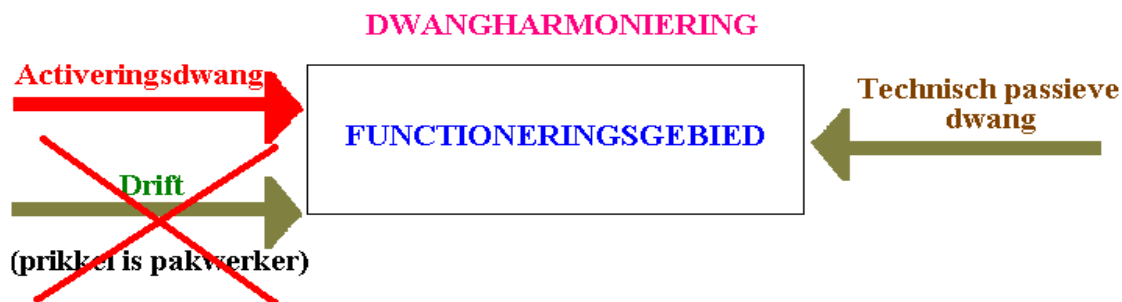 DWANGHARMONIERING
Activeringsdwang
FUNCTIONERINGSGEBIED
Technisch passieve
dwang
Drift
(prikkel is pakwerker)